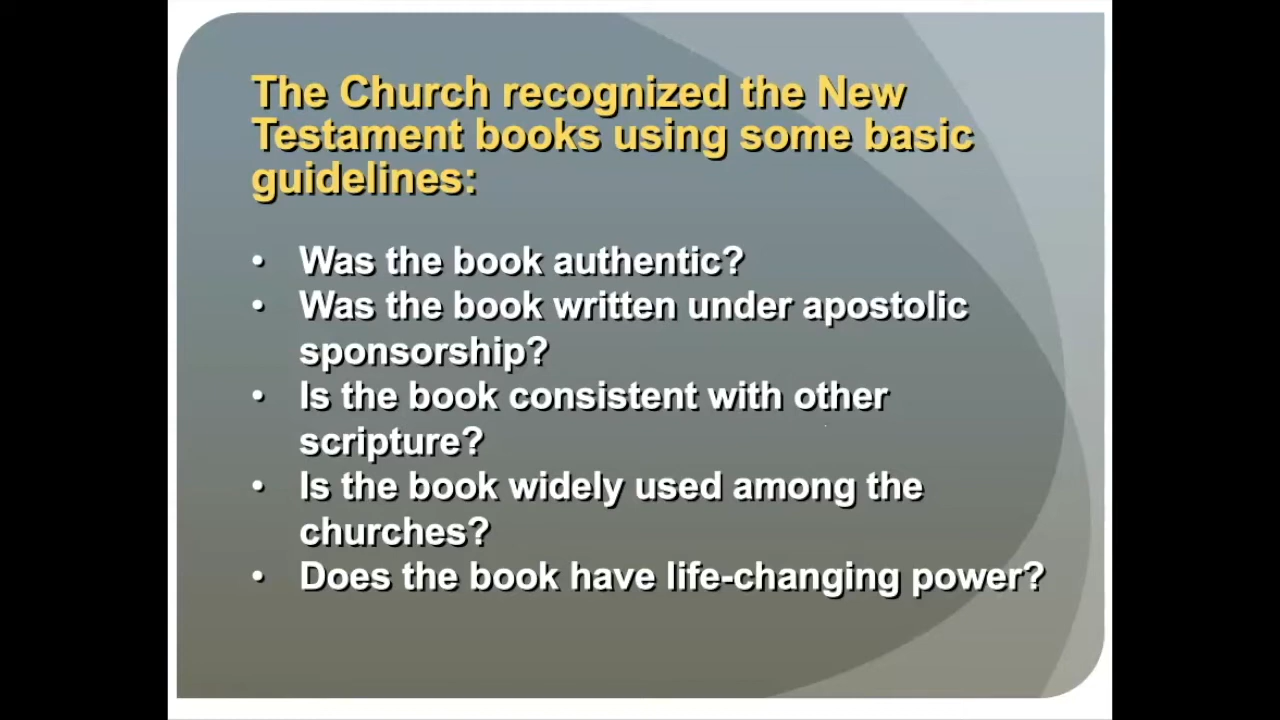 The Church recognized the New
Testament books using some basic
guidelines:
• Was the book authentic?
• Was the book written under apostolic
sponsorship?
• Is the book consistent with other
scripture?
• Is the book widely used among the
churches?
• Does the book have life-changing power?